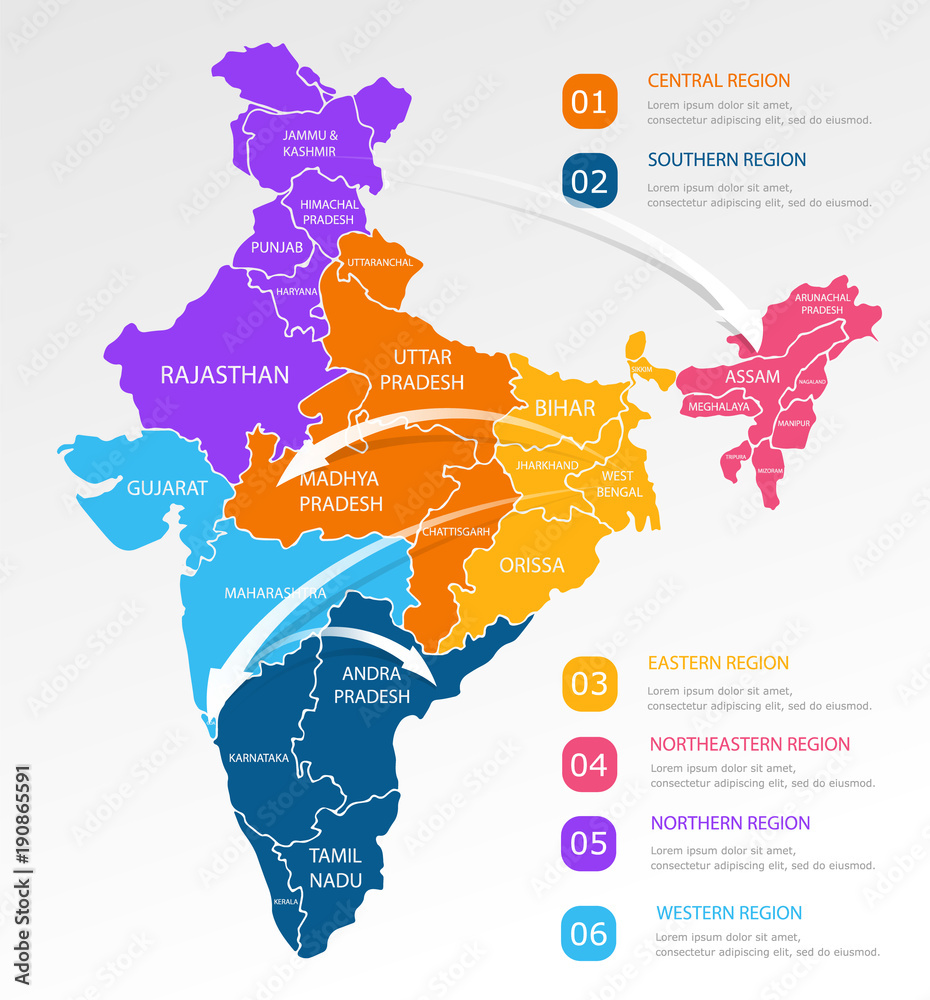 JAMMU &
KASHMIR
HIMACHAL
PRADESH
PUNJAB
UTTARANCHAL
HARYANA
RAJASTHAN
UTTAR
PRADESH
BIHAR
SIKKIM
ARUNACHAL
PRADESH
ASSAM
NAGALAND
MEGHALAYA
MANIPUR
TRIPURA
MIZORAM
GUJARAT
MADHYA
PRADESH
JHARKHAND
WEST
BENGAL
CHATTISGARH
ORISSA
MAHARASHTRA
ANDRA
PRADESH
KARNATAKA
TAMIL
NADU
KERALA
01
CENTRAL REGION
Lorem ipsum dolor sit amet,
consectetur adipiscing elit, sed do eiusmod.
02
SOUTHERN REGION
Lorem ipsum dolor sit amet,
consectetur adipiscing elit, sed do eiusmod.
03
EASTERN REGION
Lorem ipsum dolor sit amet,
consectetur adipiscing elit, sed do eiusmod.
04
NORTHEASTERN REGION
Lorem ipsum dolor sit amet,
consectetur adipiscing elit, sed do eiusmod.
05
NORTHERN REGION
Lorem ipsum dolor sit amet,
consectetur adipiscing elit, sed do eiusmod.
06
WESTERN REGION
Lorem ipsum dolor sit amet,
consectetur adipiscing elit, sed do eiusmod.
Adobe Stock | #190865591